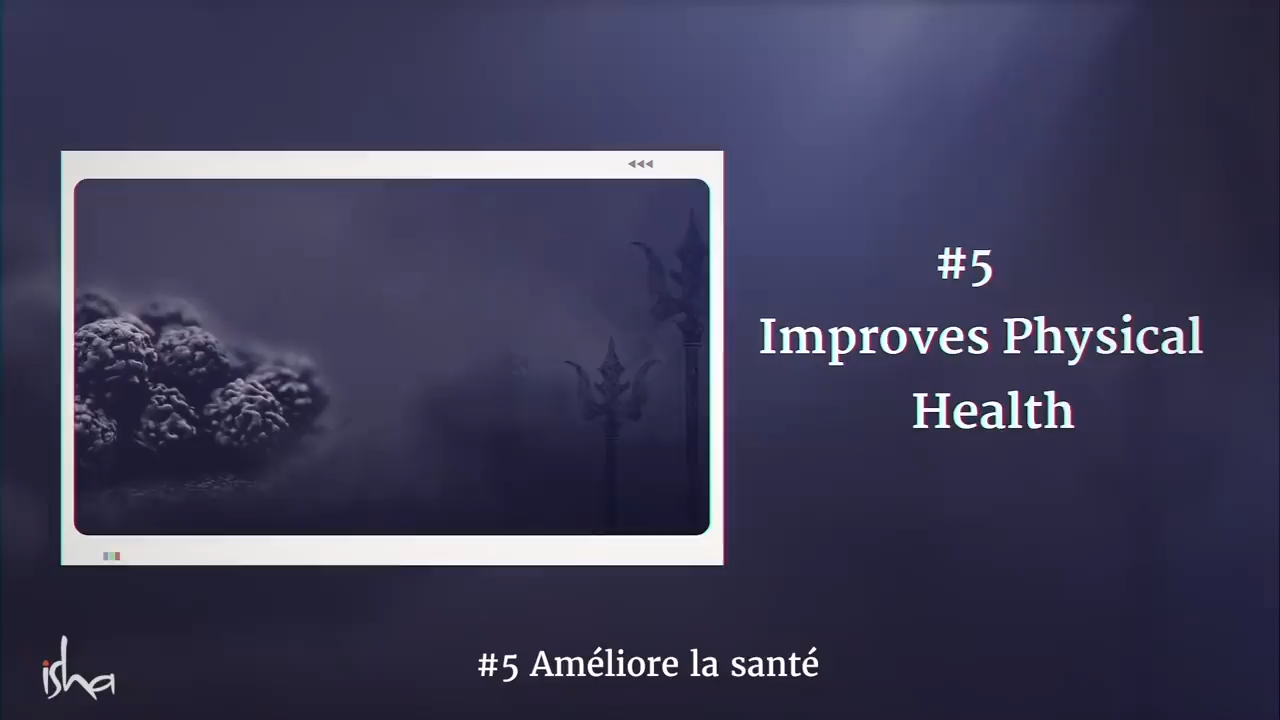 #5
Improves Physical
Health
isha
#5 Améliore la santé